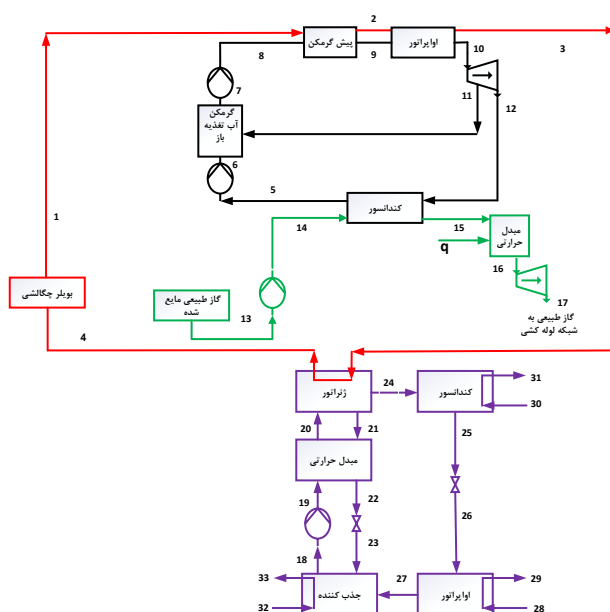 2
3
8
پیش گرمکن
9
اواپراتور
10
7
11
12
گرمکن
آب تغذیه
باز
6
5
کندانسور
1
14
15
مبدل
حرارتی
q
16
بویلر چگالشی
گاز طبیعی مایع
شده
13
17
گاز طبیعی به
شبکه لوله کشی
4
ژنراتور
24
کندانسور
31
30
20
21
25
مبدل حرارتی
22
19
26
23
18
33
27
29
جذب کننده
اواپراتور
32
28